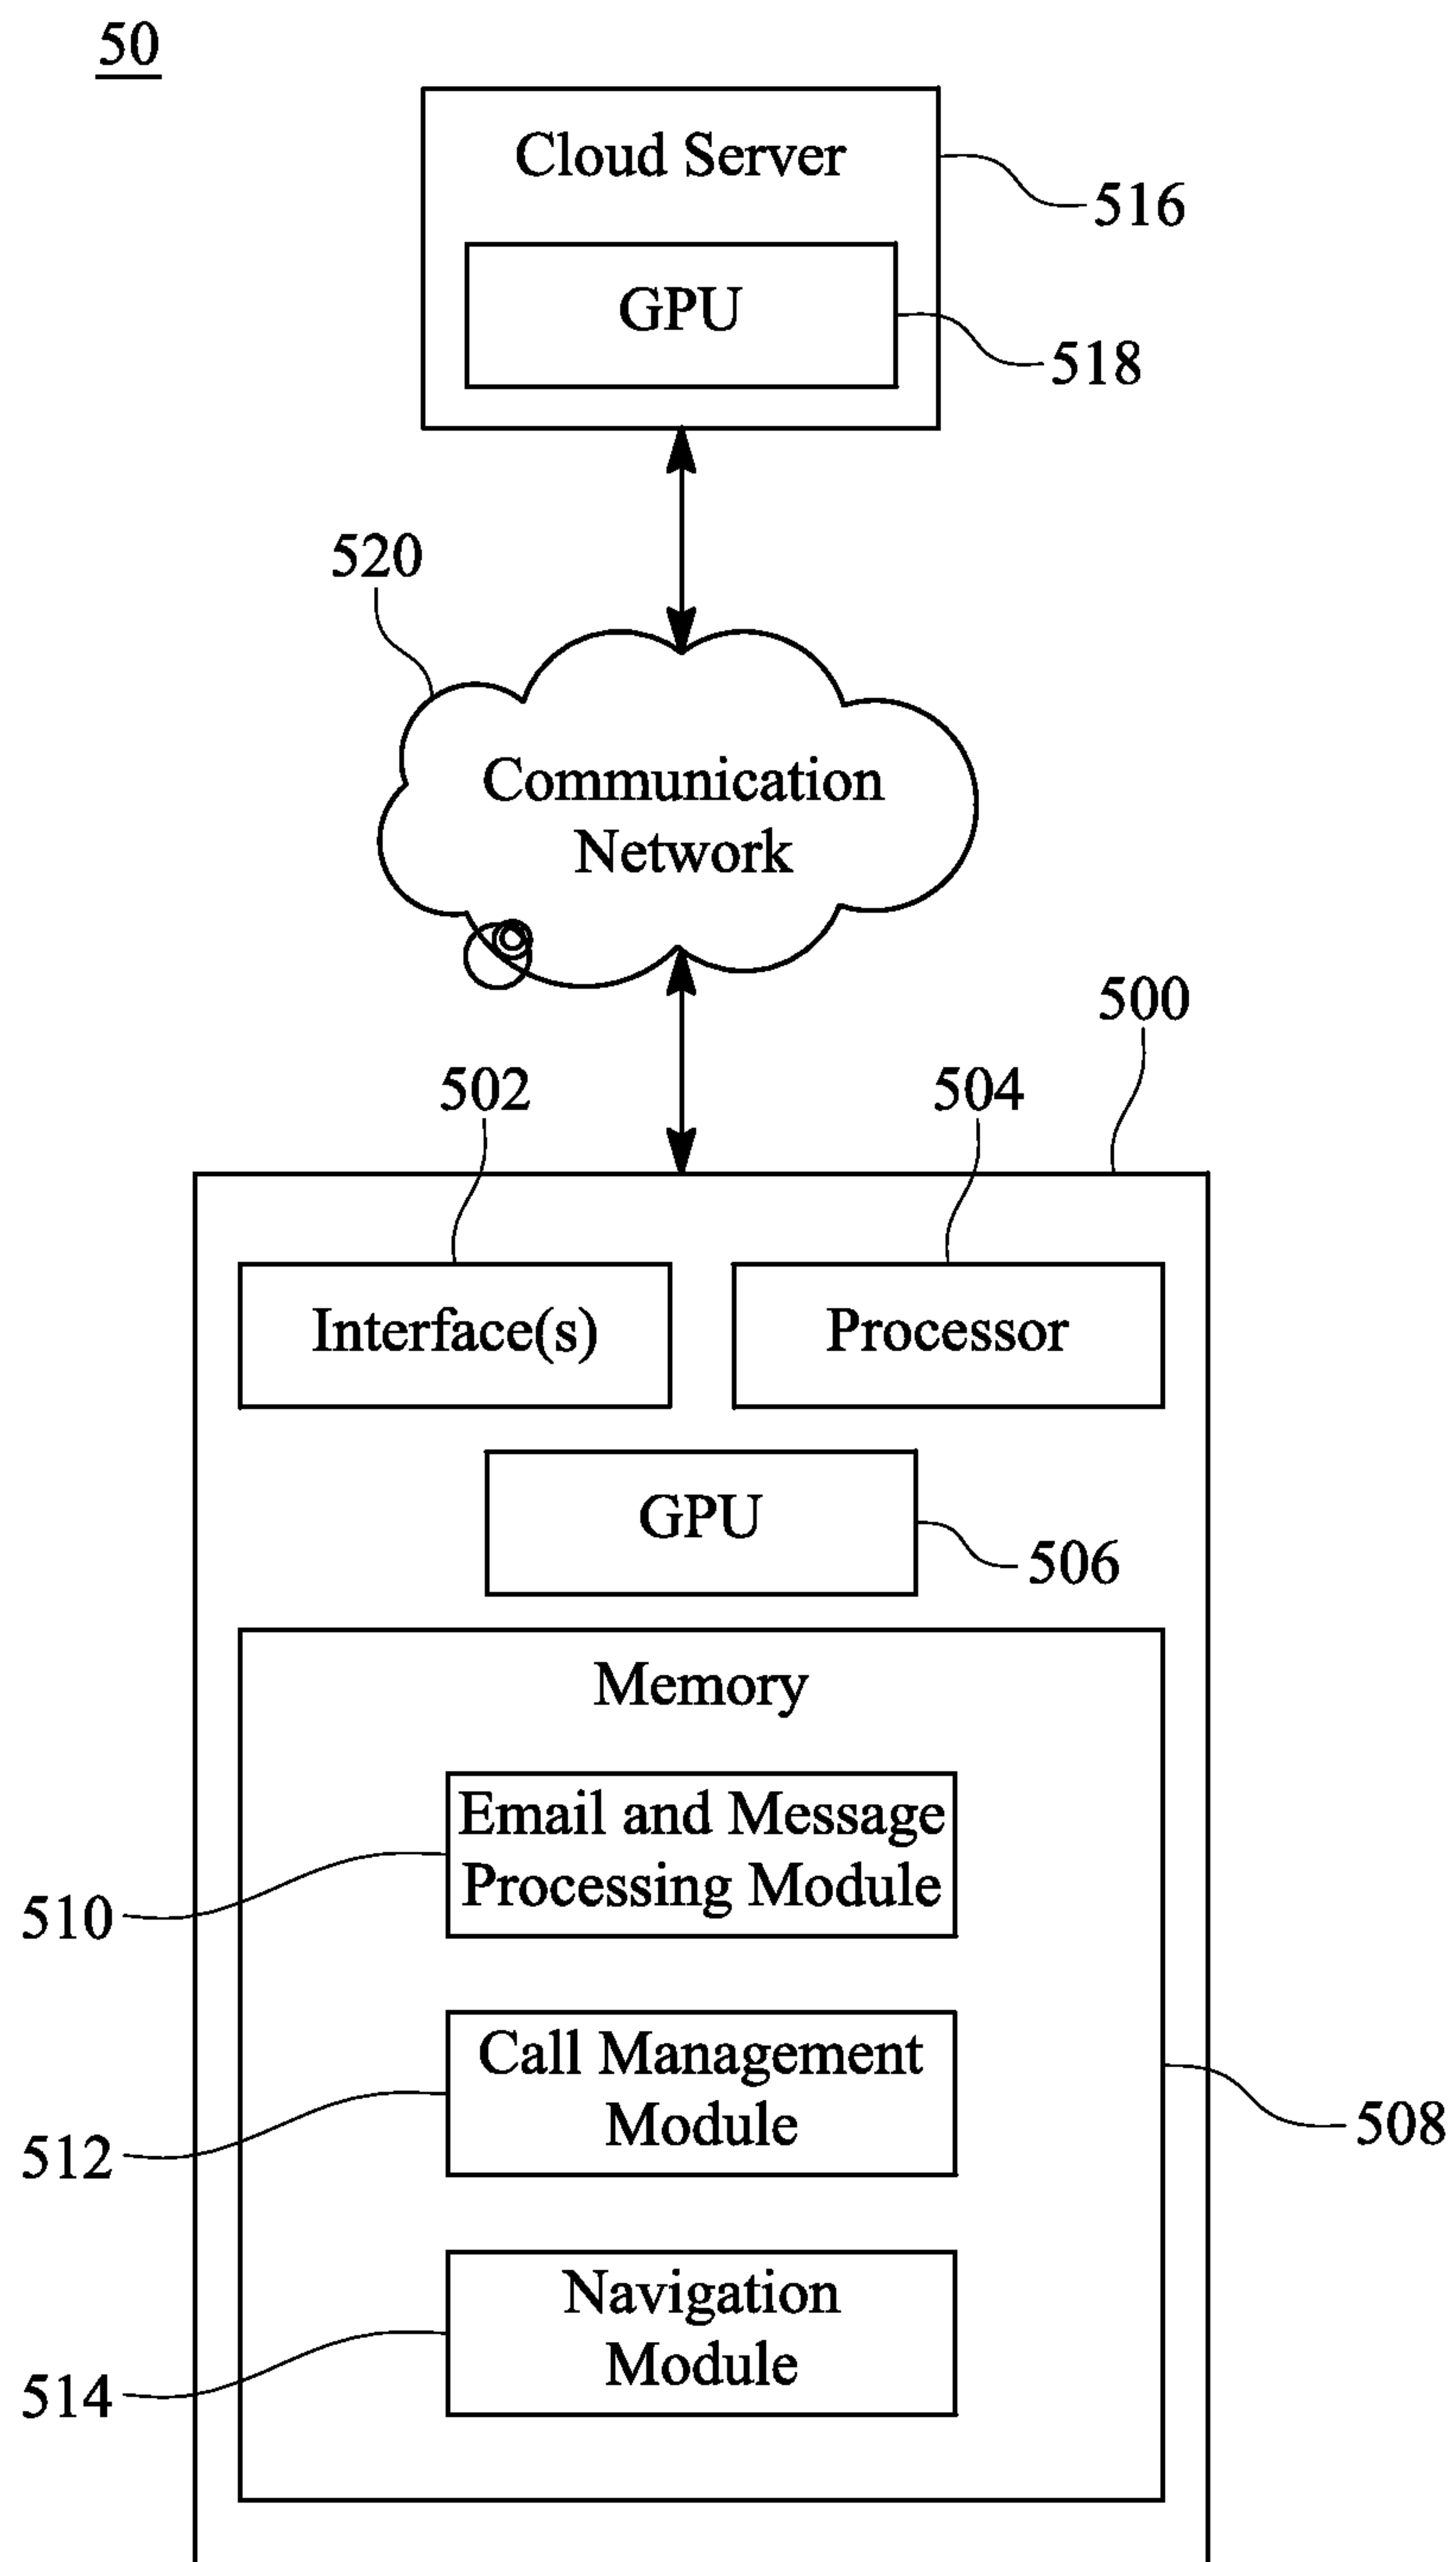 50
Cloud Server
516
GPU
518
520
Communication
Network
500
502
504
Interface(s)
Processor
GPU
506
Memory
Email and Message
Processing Module
510
Call Management
Module
512
508
Navigation
Module
514